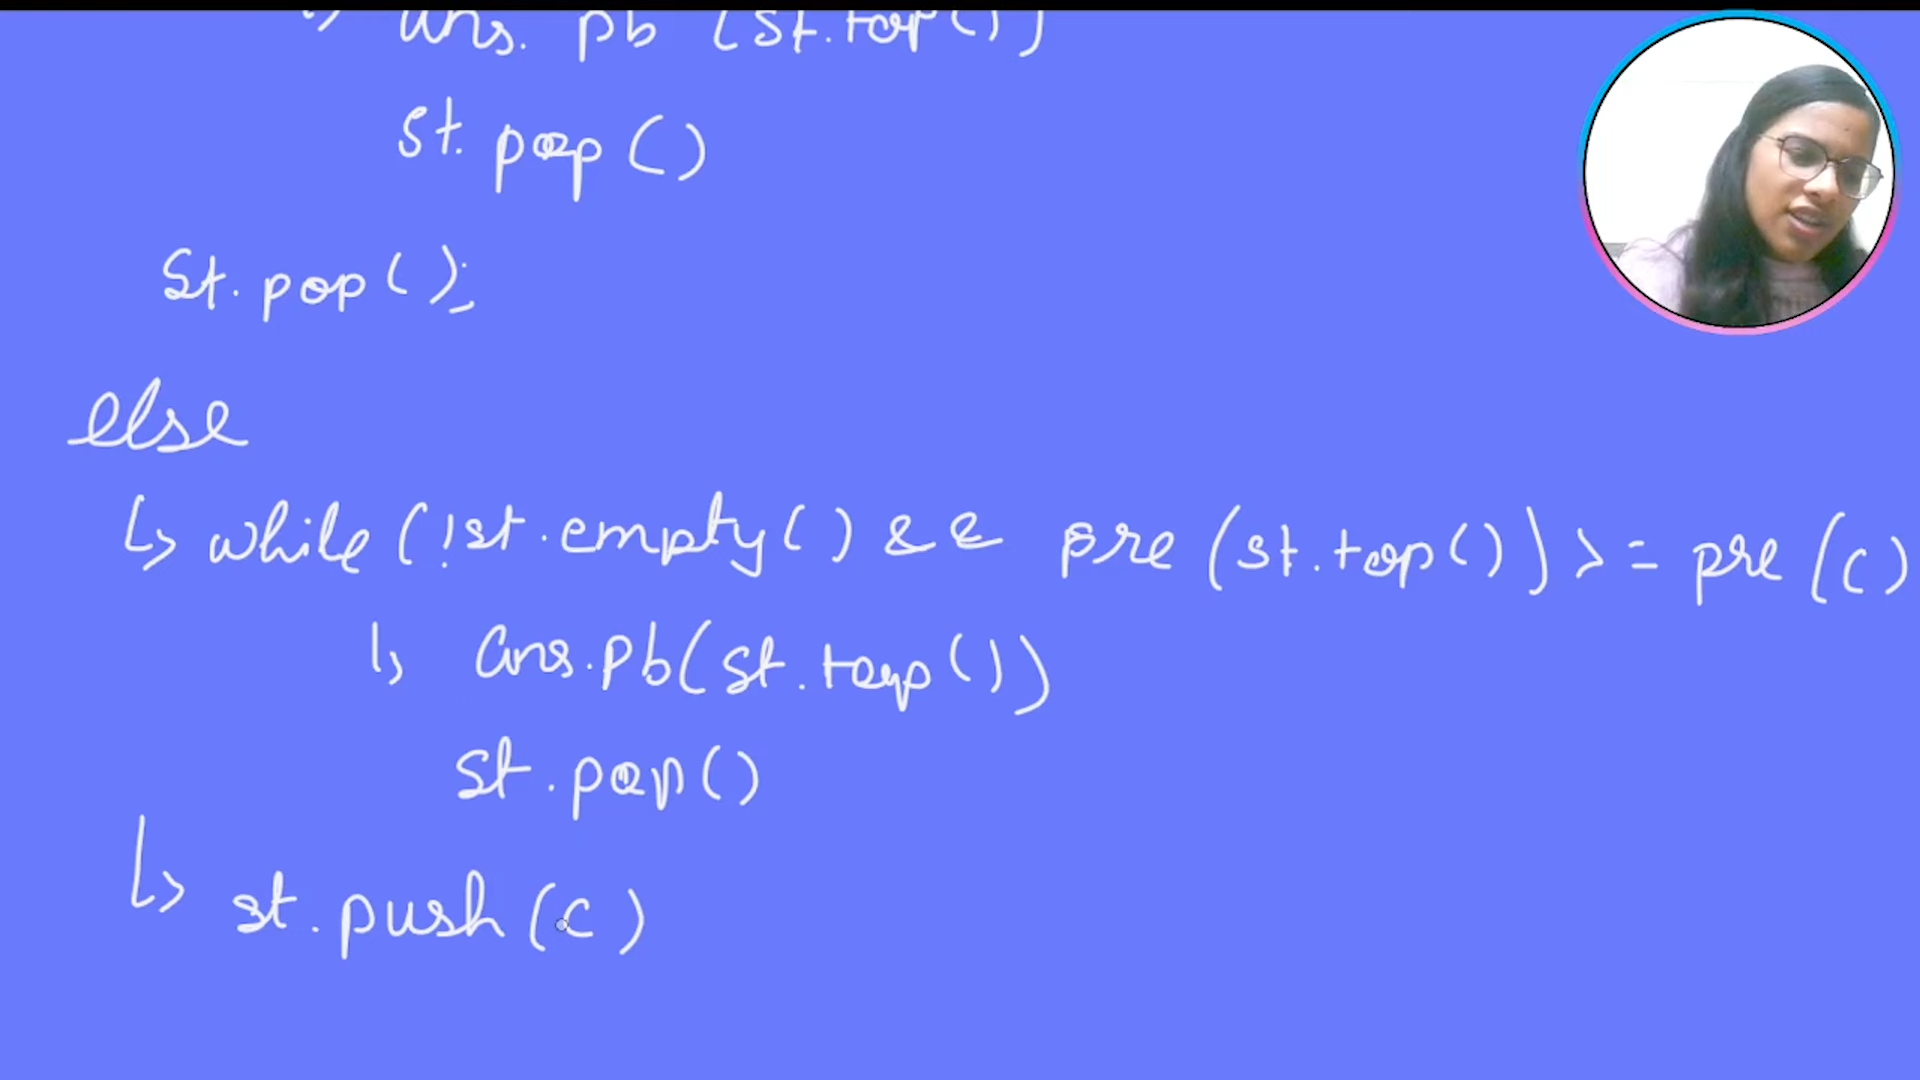 ans. pb (st.top())
st. pop ()
St. pop ();
else
↳ while (!st.empty() && pre (st.top()) >= pre (c)
↳ ans.pb(st.top())
st.pop()
↳ st.push(c)